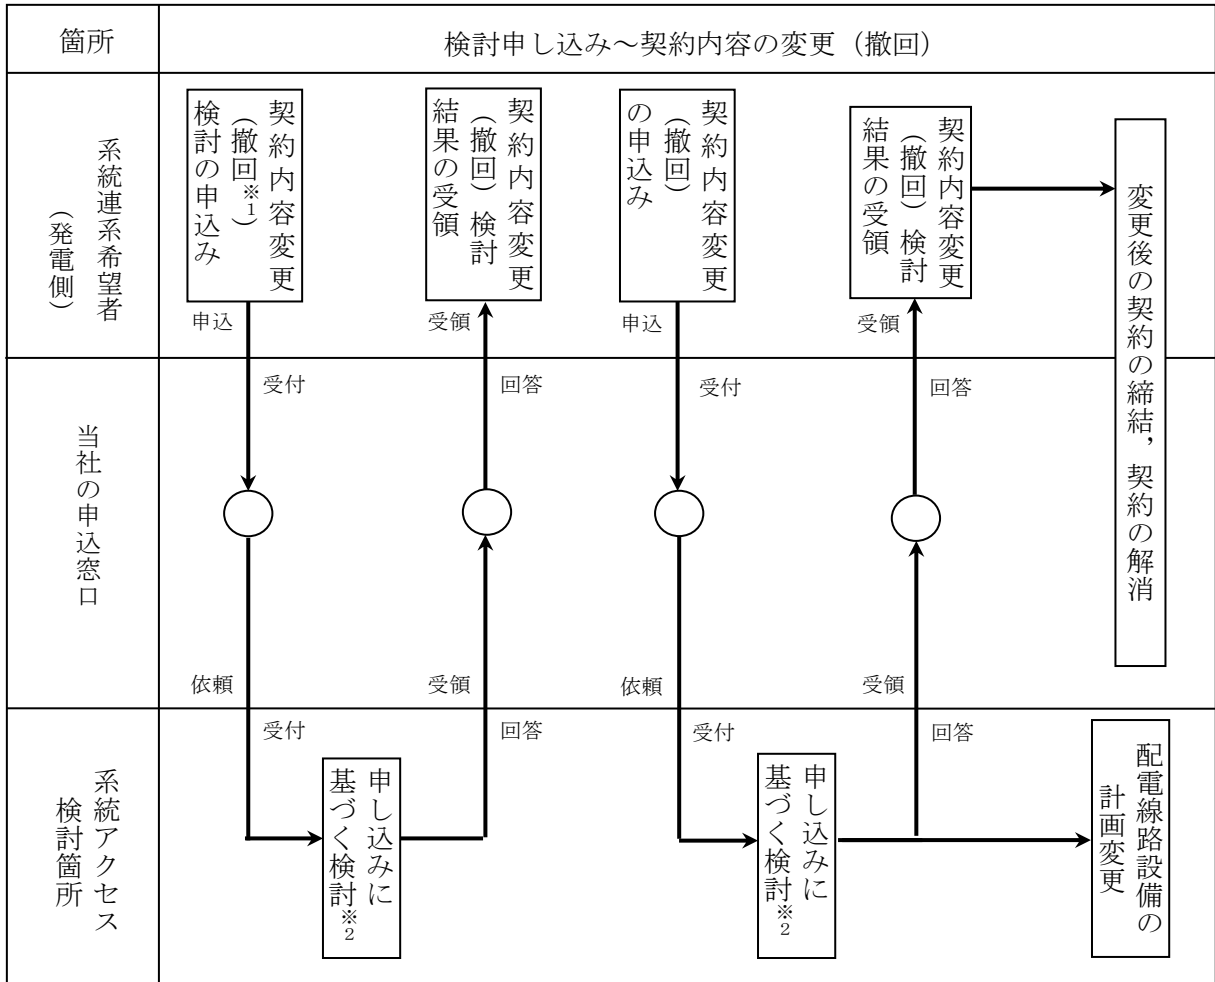 箇所
検討申し込み～契約内容の変更（撤回）
系統連系希望者
（発電側）
契約内容変更
（撤回※1）
検討の申込み
契約内容変更
（撤回）検討
結果の受領
契約内容変更
（撤回）
の申込み
契約内容変更
（撤回）検討
結果の受領
変更後の契約の締結，契約の解消
申込
受領
申込
受領
当社の申込窓口
受付
回答
受付
回答
依頼
受領
依頼
受領
系統アクセス
検討箇所
受付
回答
受付
回答
申し込みに
基づく検討※2
申し込みに
基づく検討※2
配電線路設備の
計画変更